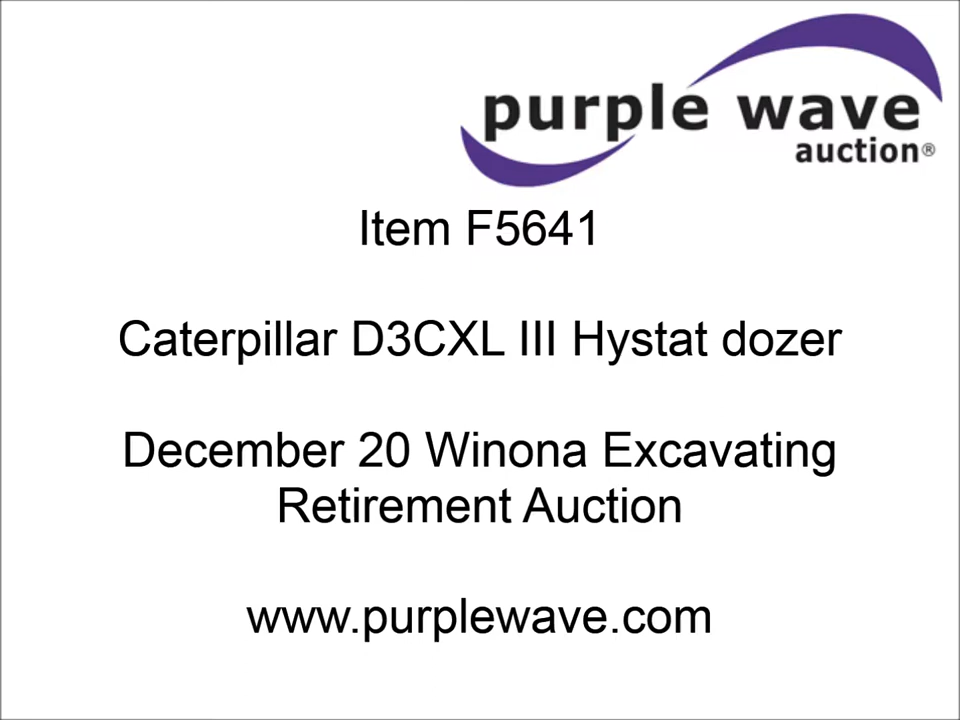 purple wave
auction®
Item F5641
Caterpillar D3CXL III Hystat dozer
December 20 Winona Excavating
Retirement Auction
www.purplewave.com